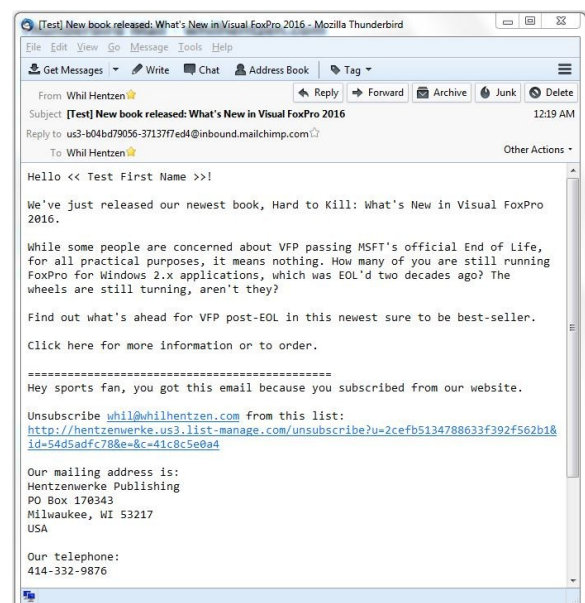 [Test] New book released: What's New in Visual FoxPro 2016 - Mozilla Thunderbird
File Edit View Go Message Tools Help
Get Messages Write Chat Address Book Tag
From Whil Hentzen Reply Forward Archive Junk Delete
Subject [Test] New book released: What's New in Visual FoxPro 2016 12:19 AM
Reply to us3-b04bd79056-37137f7ed4@inbound.mailchimp.com
To Whil Hentzen Other Actions
Hello << Test First Name >>!
We've just released our newest book, Hard to Kill: What's New in Visual FoxPro
2016.
While some people are concerned about VFP passing MSFT's official End of Life,
for all practical purposes, it means nothing. How many of you are still running
FoxPro for Windows 2.x applications, which was EOL'd two decades ago? The
wheels are still turning, aren't they?
Find out what's ahead for VFP post-EOL in this newest sure to be best-seller.
Click here for more information or to order.
==============================================
Hey sports fan, you got this email because you subscribed from our website.
Unsubscribe whil@whilhentzen.com from this list:
http://hentzenwerke.us3.list-manage.com/unsubscribe?u=2cefb5134788633f392f562b1&
id=54d5adfc78&e=&c=41c8c5e0a4
Our mailing address is:
Hentzenwerke Publishing
PO Box 170343
Milwaukee, WI 53217
USA
Our telephone:
414-332-9876